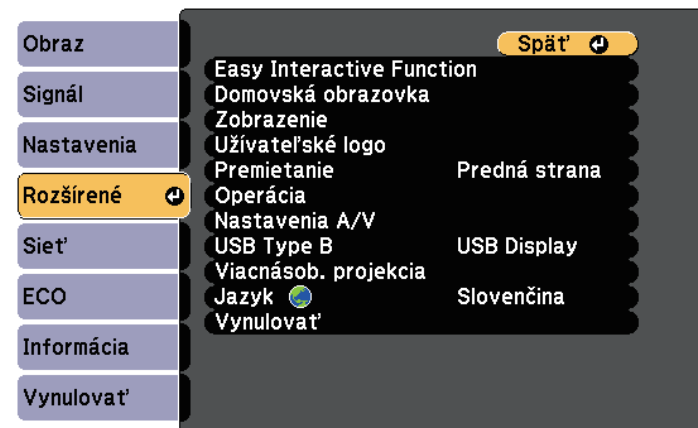 Obraz
Signál
Nastavenia
Rozšírené
Sieť
ECO
Informácia
Vynulovať
Späť
Easy Interactive Function
Domovská obrazovka
Zobrazenie
Užívateľské logo
Premietanie Predná strana
Operácia
Nastavenia A/V
USB Type B USB Display
Viacnásob. projekcia
Jazyk Slovenčina
Vynulovať